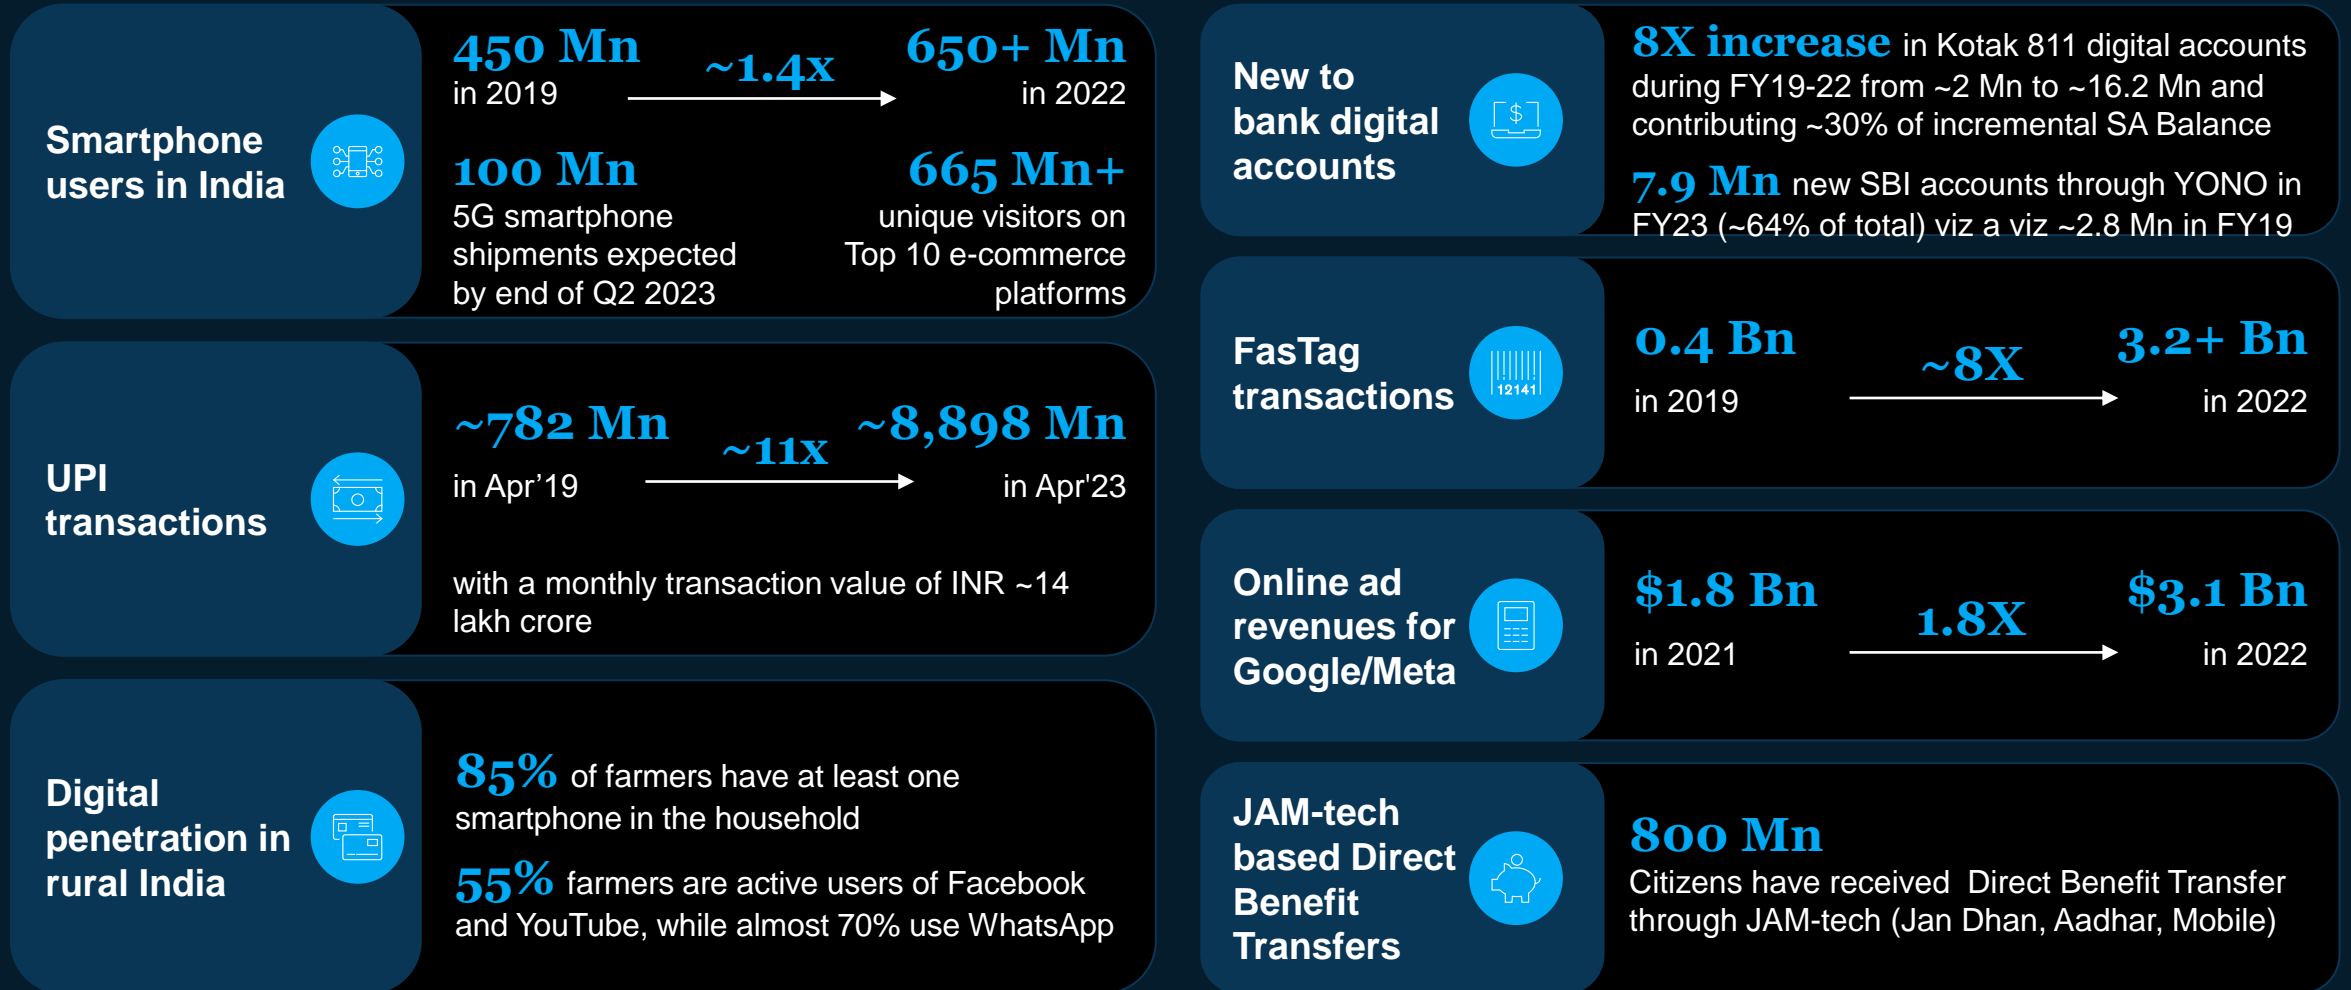 Smartphone
users in India
450 Mn
in 2019
~1.4x
650+ Mn
in 2022
100 Mn
5G smartphone
shipments expected
by end of Q2 2023
665 Mn+
unique visitors on
Top 10 e-commerce
platforms
UPI
transactions
~782 Mn
in Apr’19
~11x
~8,898 Mn
in Apr'23
with a monthly transaction value of INR ~14
lakh crore
Digital
penetration in
rural India
85% of farmers have at least one
smartphone in the household
55% farmers are active users of Facebook
and YouTube, while almost 70% use WhatsApp
New to
bank digital
accounts
$
8X increase in Kotak 811 digital accounts
during FY19-22 from ~2 Mn to ~16.2 Mn and
contributing ~30% of incremental SA Balance
7.9 Mn new SBI accounts through YONO in
FY23 (~64% of total) viz a viz ~2.8 Mn in FY19
FasTag
transactions
12141
0.4 Bn
in 2019
~8X
3.2+ Bn
in 2022
Online ad
revenues for
Google/Meta
$1.8 Bn
in 2021
1.8X
$3.1 Bn
in 2022
JAM-tech
based Direct
Benefit
Transfers
800 Mn
Citizens have received Direct Benefit Transfer
through JAM-tech (Jan Dhan, Aadhar, Mobile)